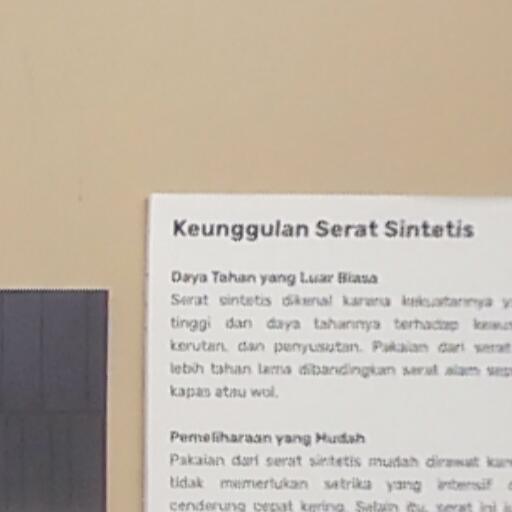 Keunggulan Serat Sintetis
Daya Tahan yang Luar Biasa
Serat sintetis dikenal karena kekuatannya
tinggi dan daya tahannya terhadap
kerutan, dan penyusutan. Pakaian dari serat
lebih tahan lama dibandingkan serat alam
kapas atau wol.
Pemeliharaan yang Mudah
Pakaian dari serat sintetis mudah dirawat
tidak memerlukan setrika yang intensif
cenderung cepat kering. Selain itu, serat ini